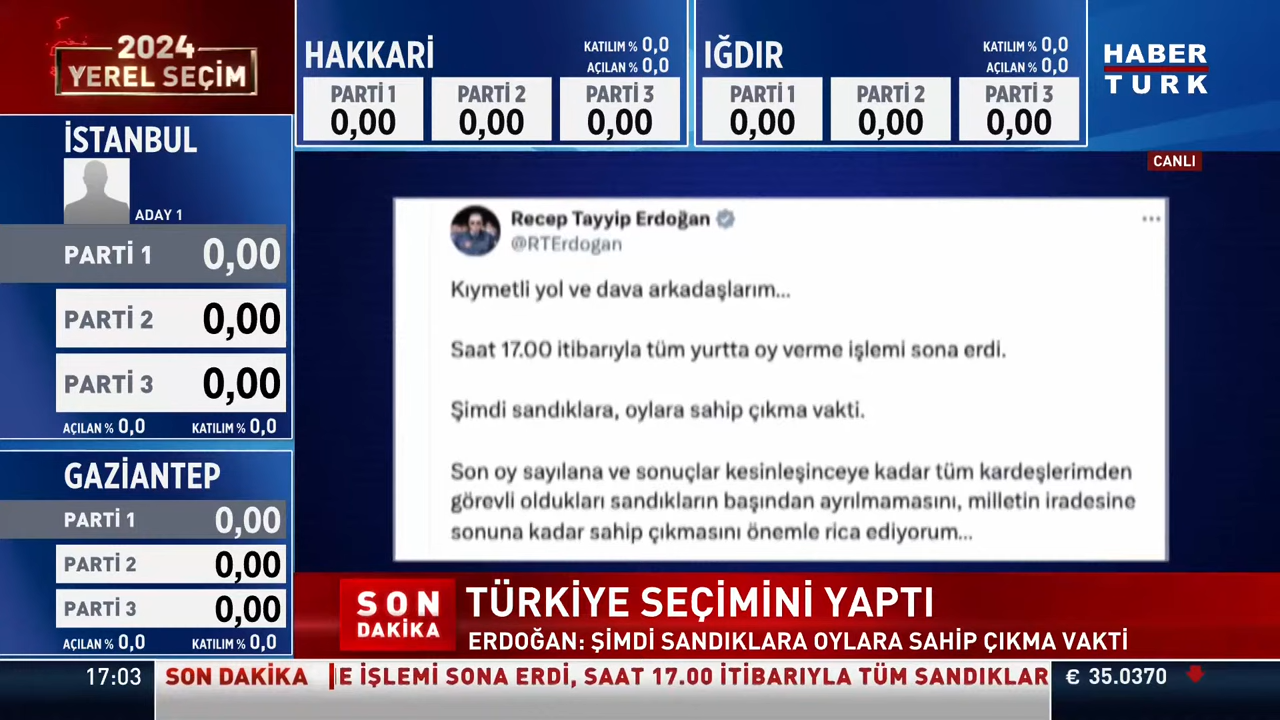 2024
YEREL SEÇİM
HAKKARİ
KATILIM % 0,0
AÇILAN % 0,0
PARTİ 1
0,00
PARTİ 2
0,00
PARTİ 3
0,00
IĞDIR
KATILIM % 0,0
AÇILAN % 0,0
PARTİ 1
0,00
PARTİ 2
0,00
PARTİ 3
0,00
HABER
TURK
CANLI
İSTANBUL
ADAY 1
PARTİ 1 0,00
PARTİ 2 0,00
PARTİ 3 0,00
AÇILAN % 0,0 KATILIM % 0,0
GAZİANTEP
PARTİ 1 0,00
PARTİ 2 0,00
PARTİ 3 0,00
AÇILAN % 0,0 KATILIM % 0,0
Recep Tayyip Erdoğan
@RTErdogan
Kıymetli yol ve dava arkadaşlarım...
Saat 17.00 itibarıyla tüm yurtta oy verme işlemi sona erdi.
Şimdi sandıklara, oylara sahip çıkma vakti.
Son oy sayılana ve sonuçlar kesinleşinceye kadar tüm kardeşlerimden
görevli oldukları sandıkların başından ayrılmamasını, milletin iradesine
sonuna kadar sahip çıkmasını önemle rica ediyorum...
SON
DAKİKA
TÜRKİYE SEÇİMİNİ YAPTI
ERDOĞAN: ŞİMDİ SANDIKLARA OYLARA SAHİP ÇIKMA VAKTİ
17:03
SON DAKİKA
E İŞLEMİ SONA ERDİ, SAAT 17.00 İTİBARIYLA TÜM SANDIKLAR
€ 35.0370